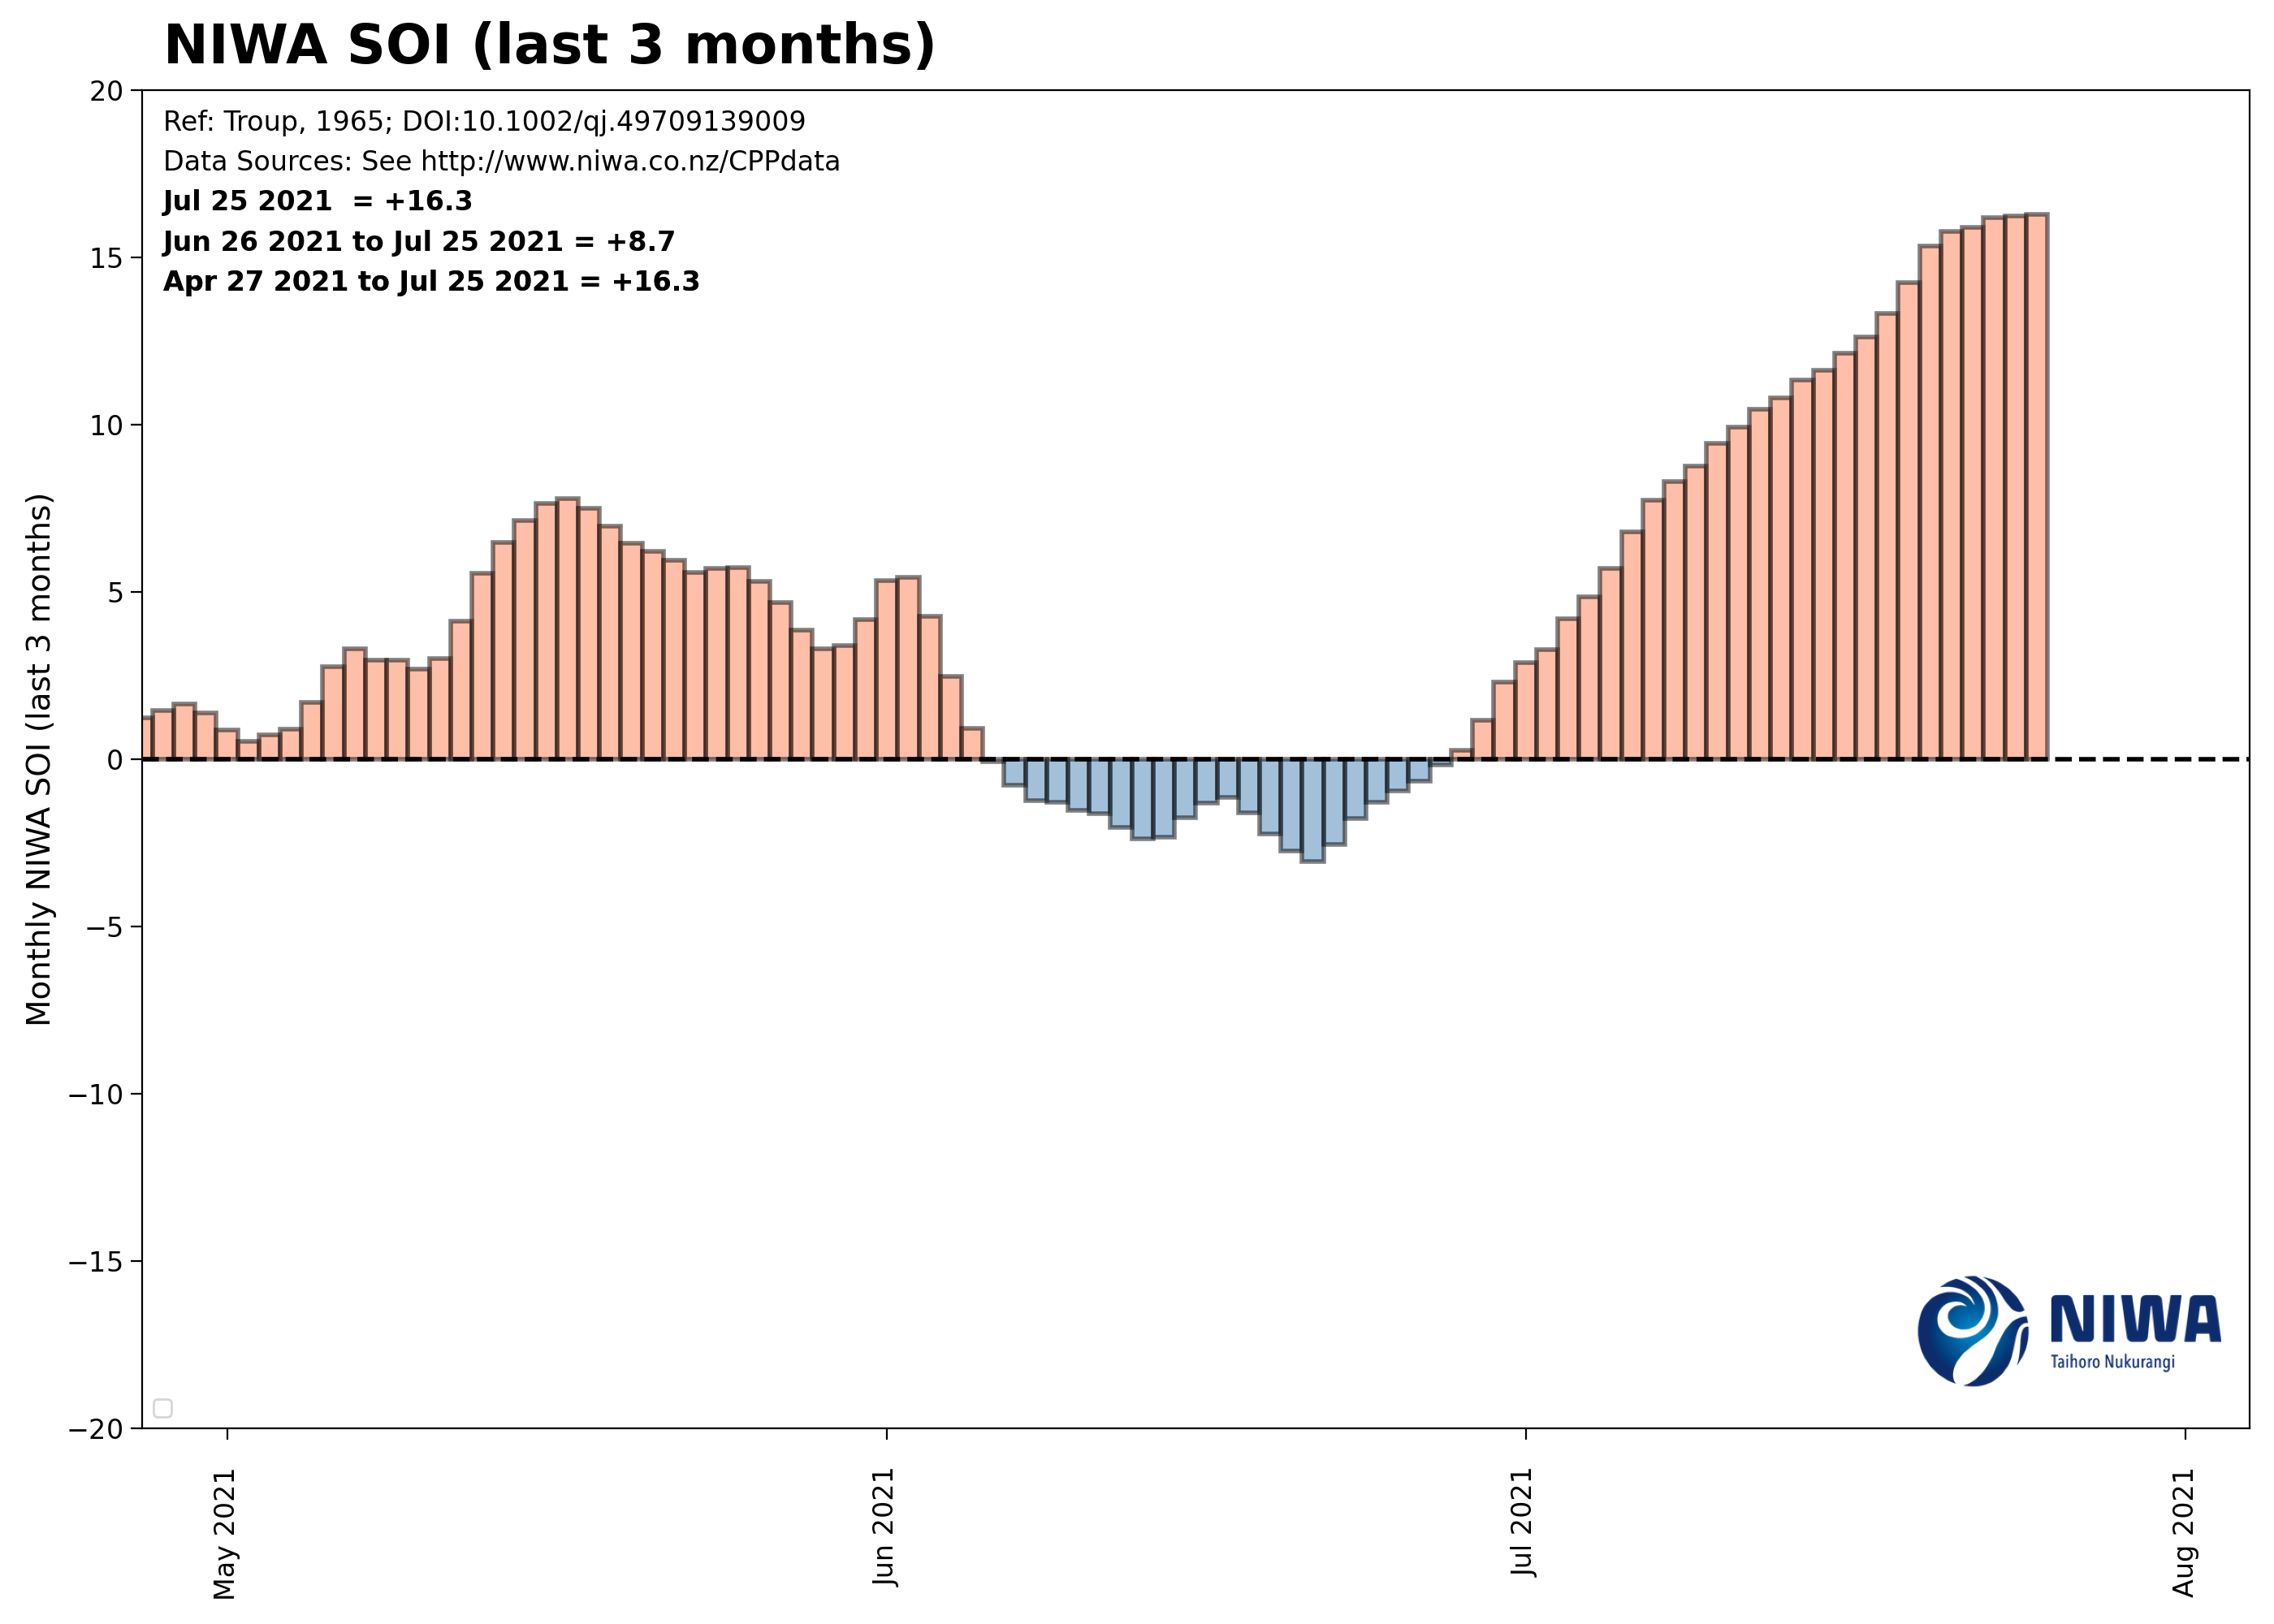 NIWA SOI (last 3 months)
Ref: Troup, 1965; DOI:10.1002/qj.49709139009
Data Sources: See http://www.niwa.co.nz/CPPdata
Jul 25 2021  = +16.3
Jun 26 2021 to Jul 25 2021 = +8.7
Apr 27 2021 to Jul 25 2021 = +16.3
Monthly NIWA SOI (last 3 months)
20
15
10
5
0
−5
−10
−15
−20
NIWA
Taihoro Nukurangi
May 2021
Jun 2021
Jul 2021
Aug 2021